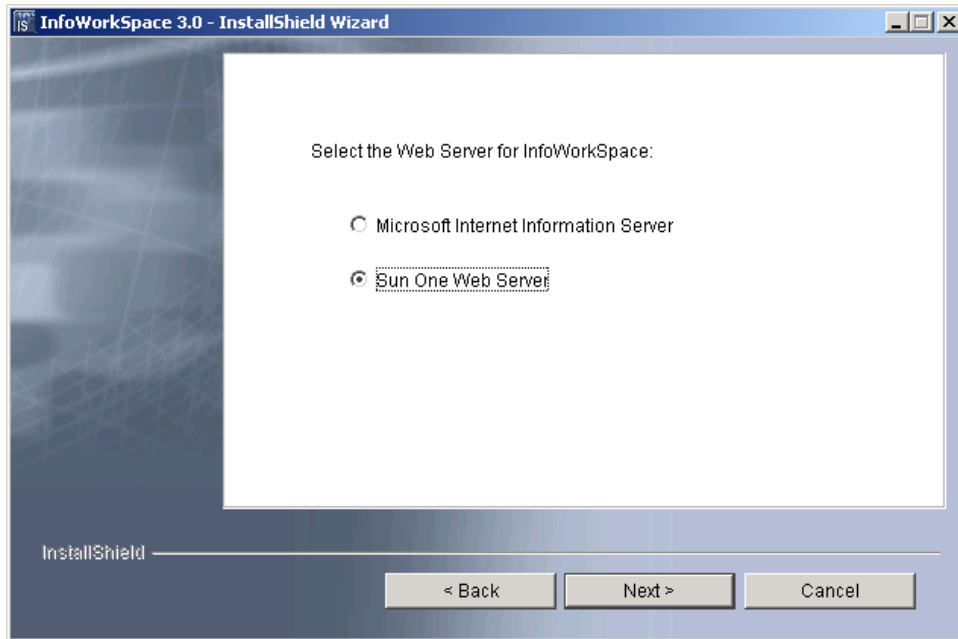 InfoWorkSpace 3.0 - InstallShield Wizard
Select the Web Server for InfoWorkSpace:
Microsoft Internet Information Server
Sun One Web Server
InstallShield
< Back Next > Cancel